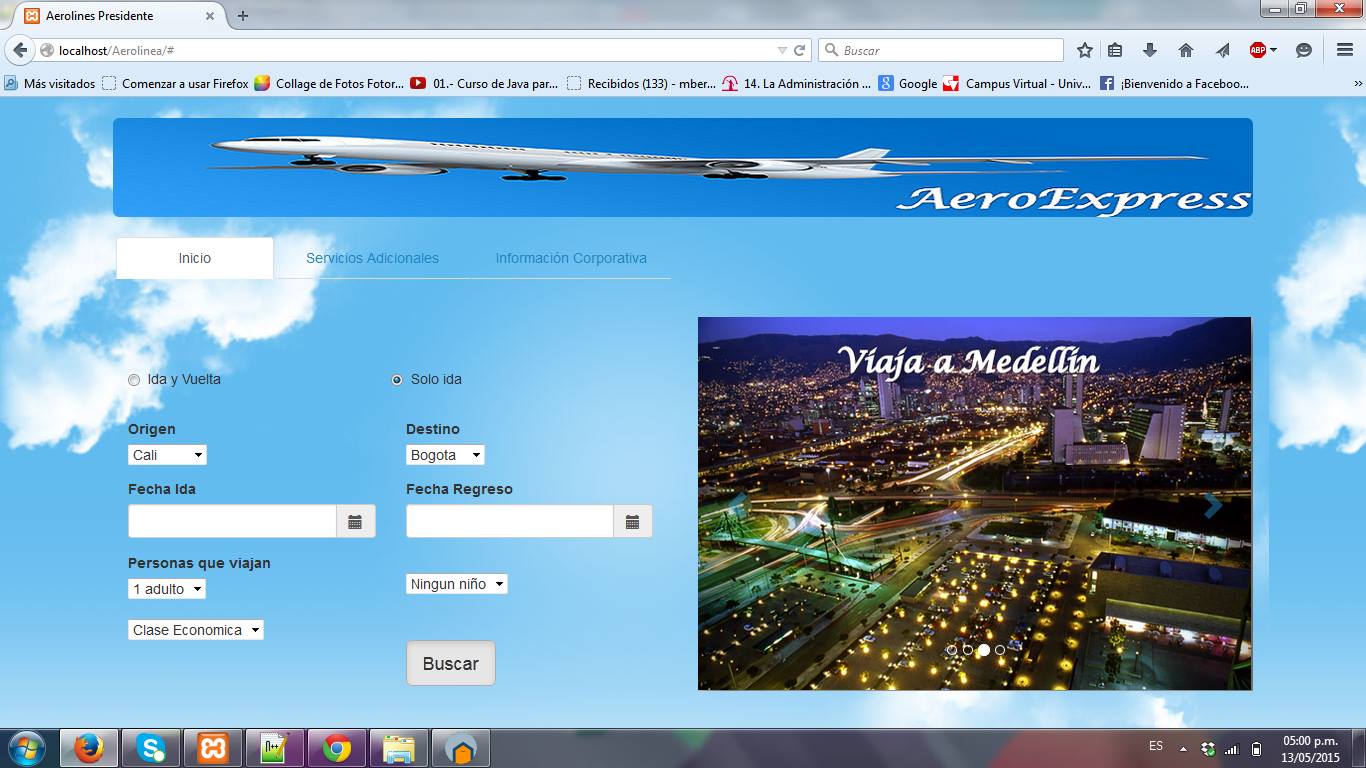 Aerolines Presidente
localhost/Aerolinea/#
Buscar
ABP
Más visitados
Comenzar a usar Firefox
Collage de Fotos Fotor...
01.- Curso de Java par...
Recibidos (133) - mber...
14. La Administración ...
Google
Campus Virtual - Univ...
¡Bienvenido a Faceboo...
AeroExpress
Inicio
Servicios Adicionales
Información Corporativa
Viaja a Medellin
Ida y Vuelta
Solo ida
Origen
Destino
Cali
Bogota
Fecha Ida
Fecha Regreso
Personas que viajan
1 adulto
Ningun niño
Clase Economica
Buscar
ES
05:00 p.m.
13/05/2015